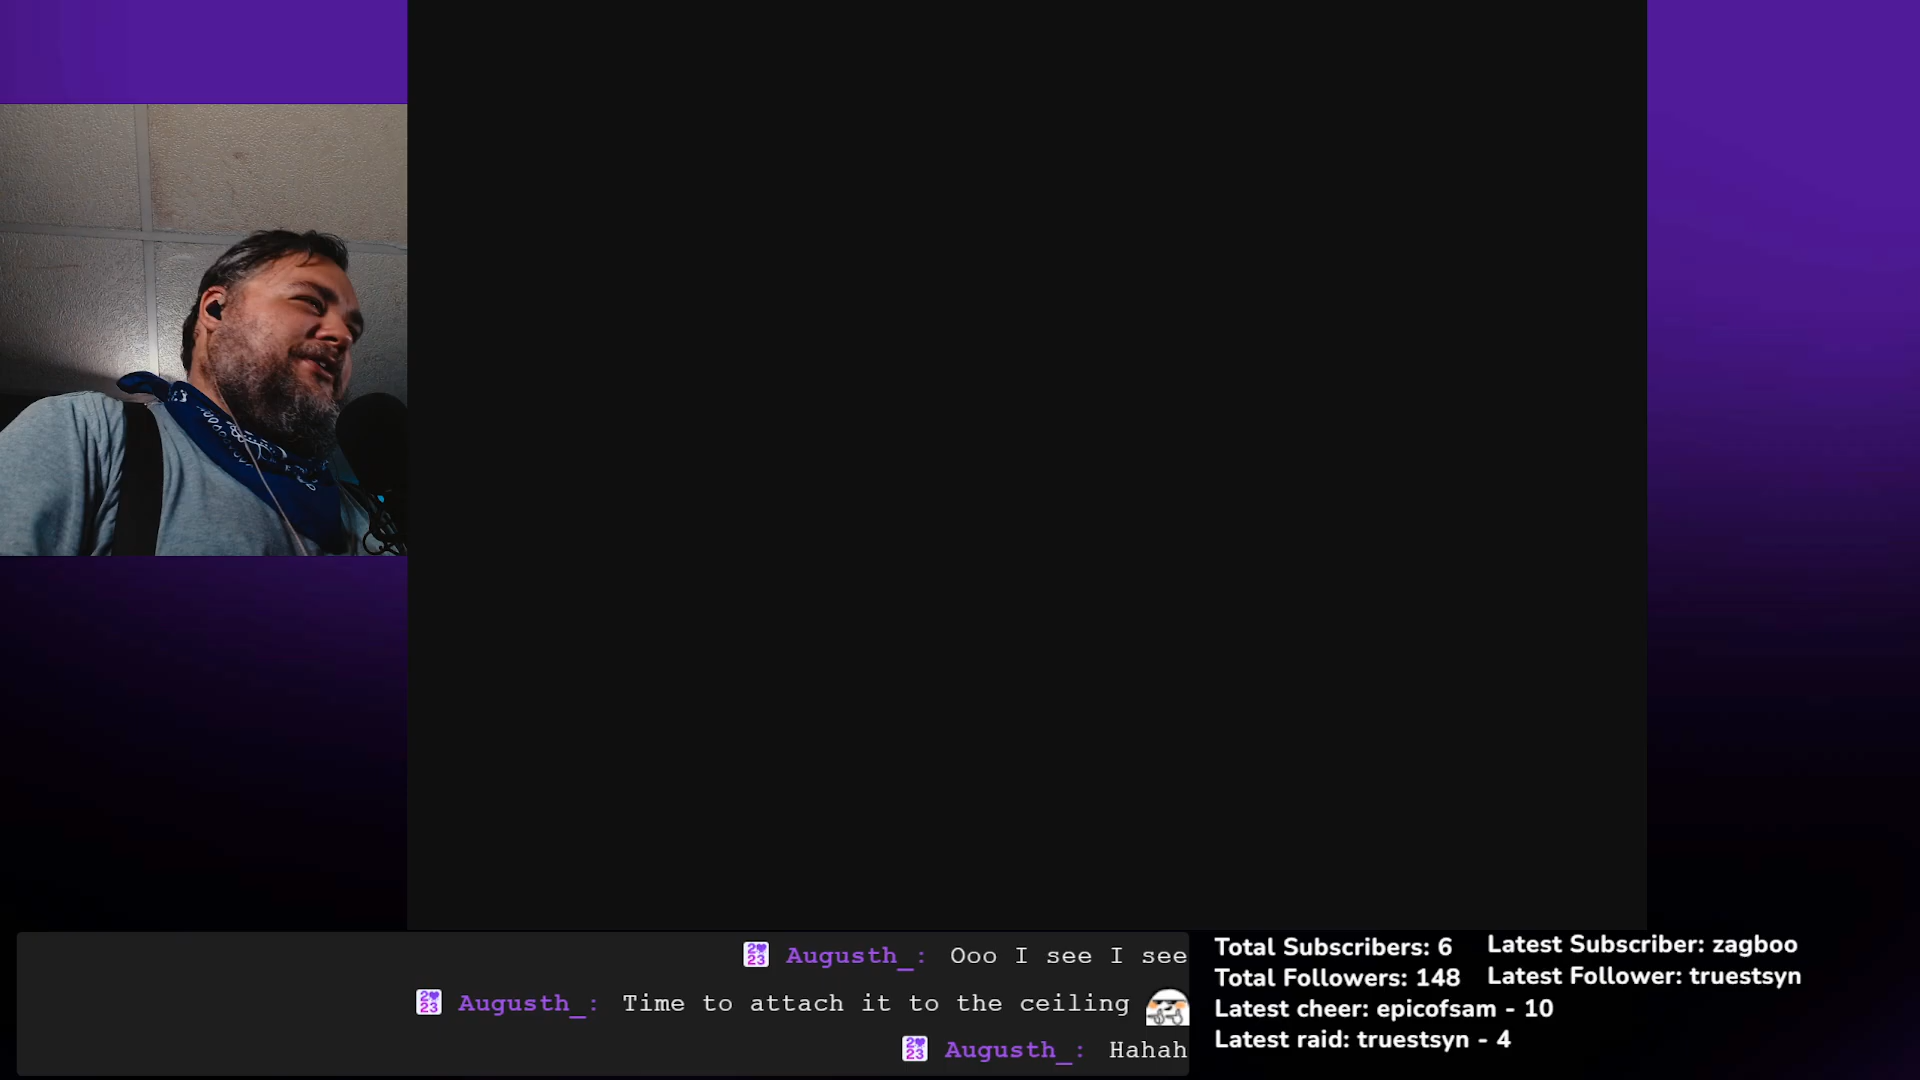 Augusth_: Ooo I see I see
Augusth_: Time to attach it to the ceiling
Augusth_: Hahah
Total Subscribers: 6
Latest Subscriber: zagboo
Total Followers: 148
Latest Follower: truestsyn
Latest cheer: epicofsam - 10
Latest raid: truestsyn - 4